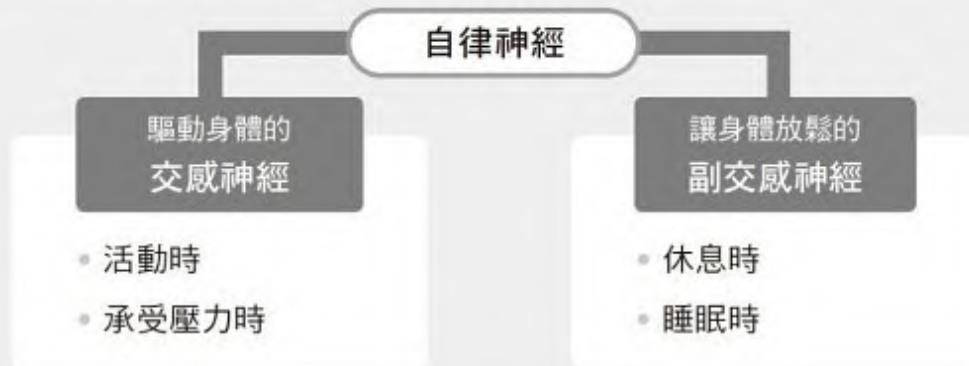 自律神經
驅動身體的
交感神經
• 活動時
• 承受壓力時
讓身體放鬆的
副交感神經
• 休息時
• 睡眠時